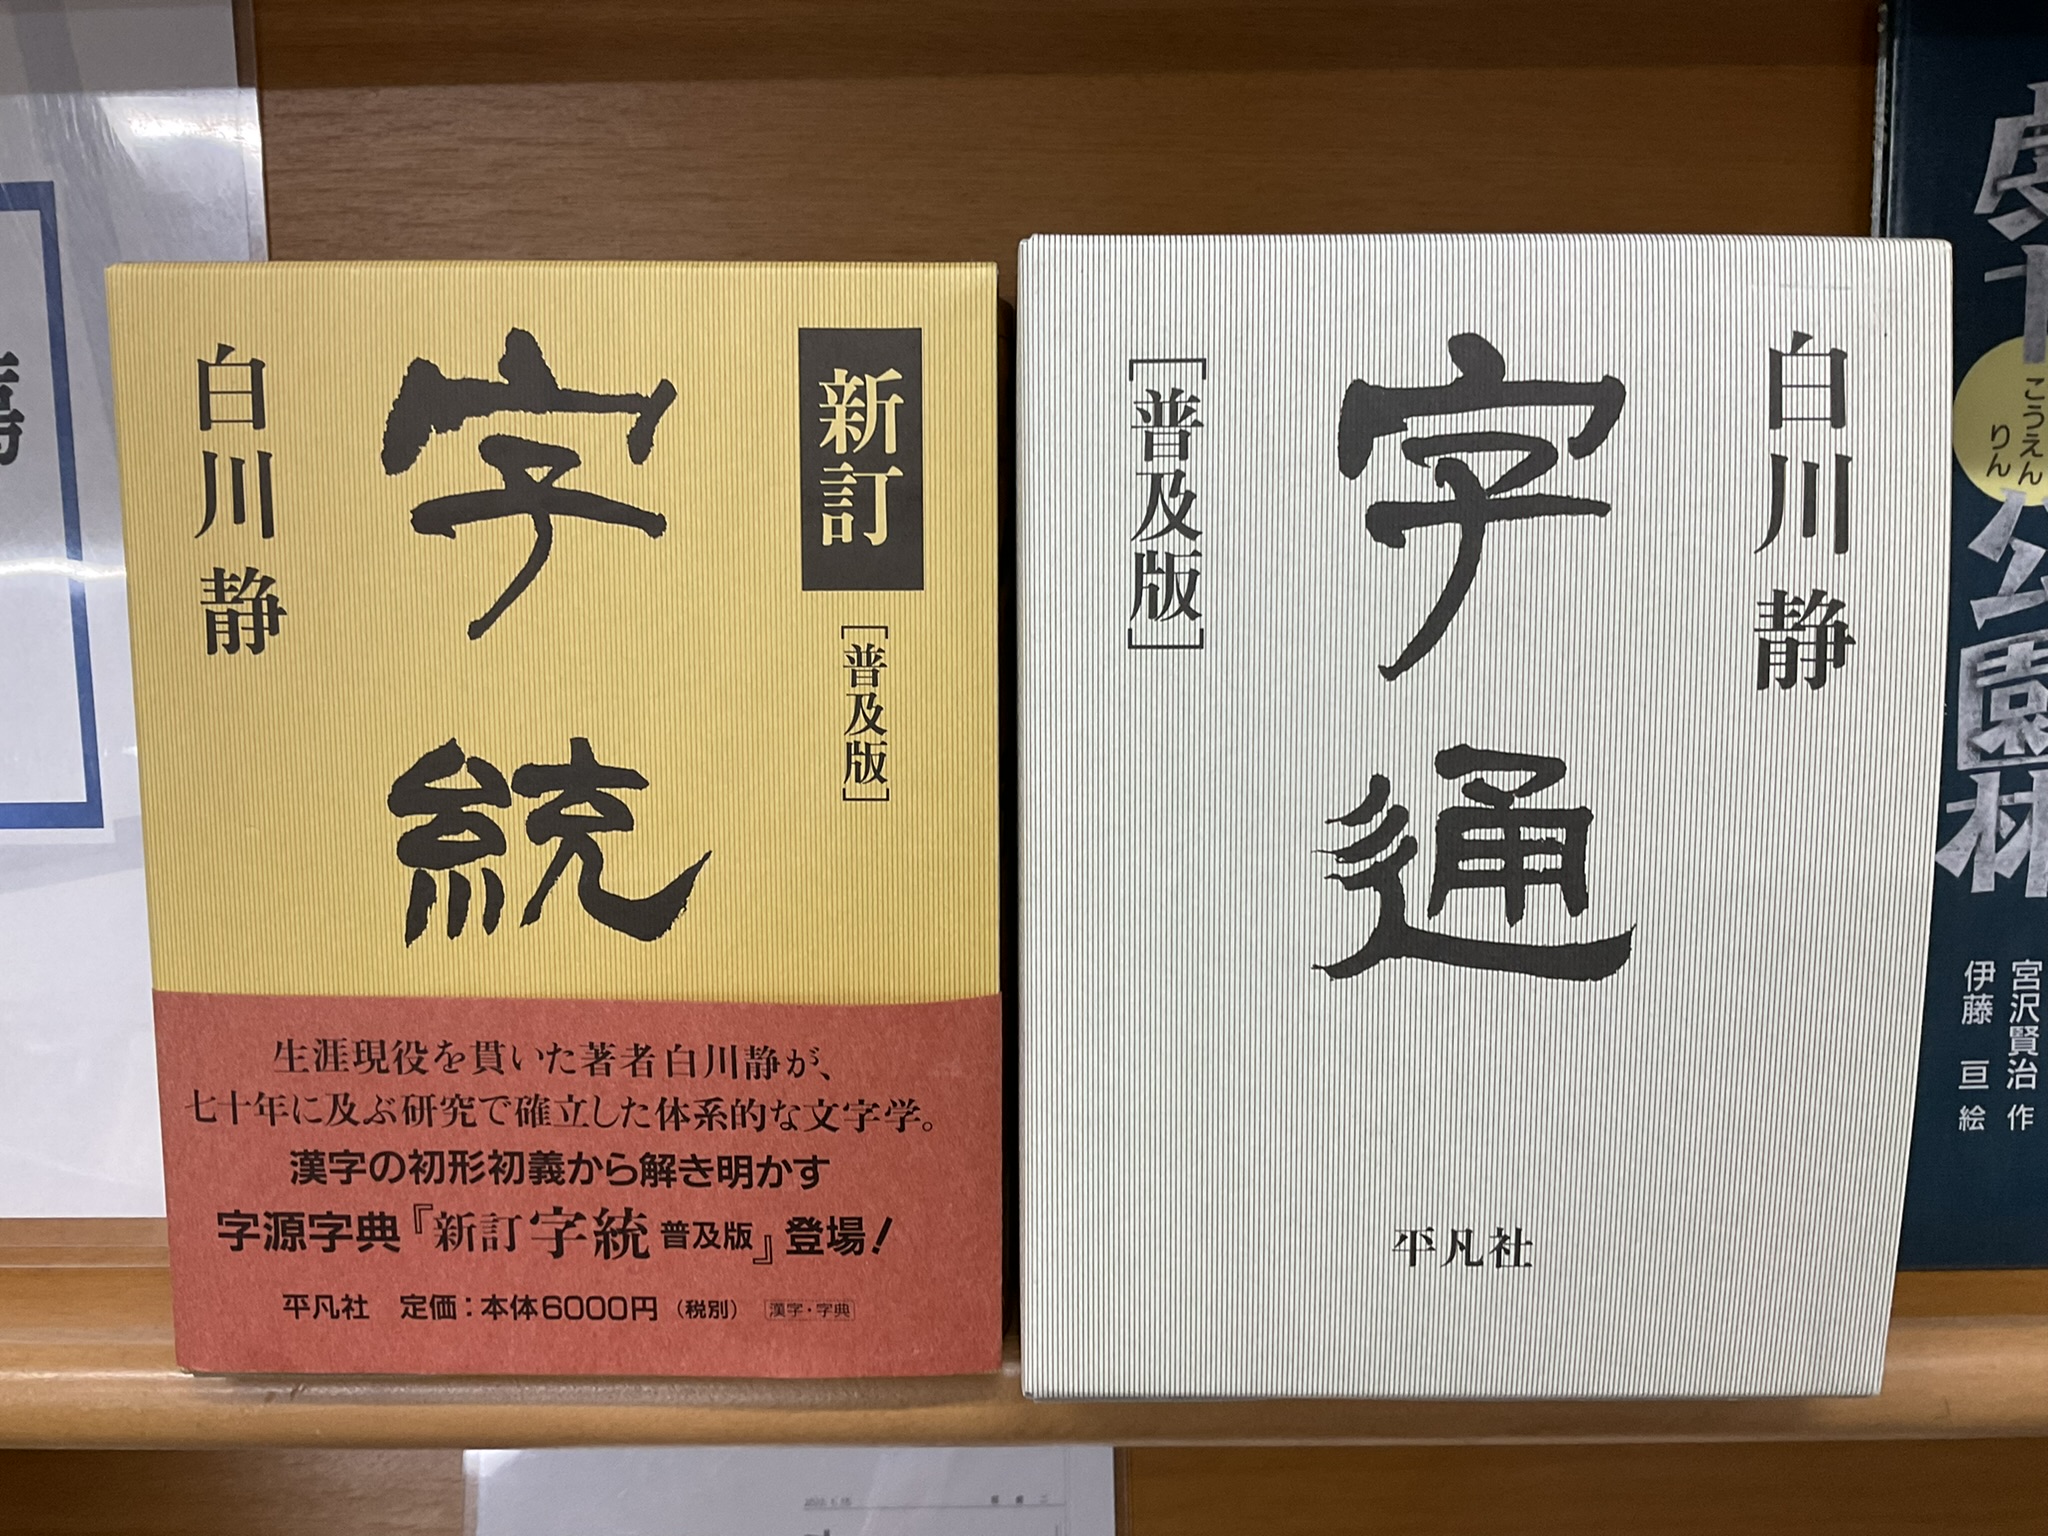 新訂
[普及版]
字統
白川静
生涯現役を貫いた著者白川静が、
七十年に及ぶ研究で確立した体系的な文字学。
漢字の初形初義から解き明かす
字源字典『新訂 字統 普及版』登場!
平凡社 定価:本体6000円(税別) 漢字・字典
白川静
字通
[普及版]
平凡社
こうえん
りん
公園林
宮沢賢治 作
伊藤 亘 絵